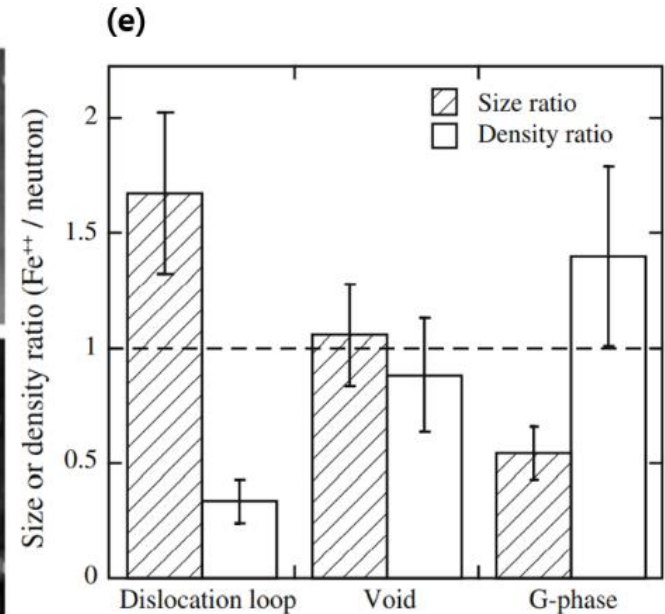 (e)
Size ratio
Density ratio
Size or density ratio (Fe⁺⁺ / neutron)
2
1.5
1
0.5
0
Dislocation loop Void G-phase